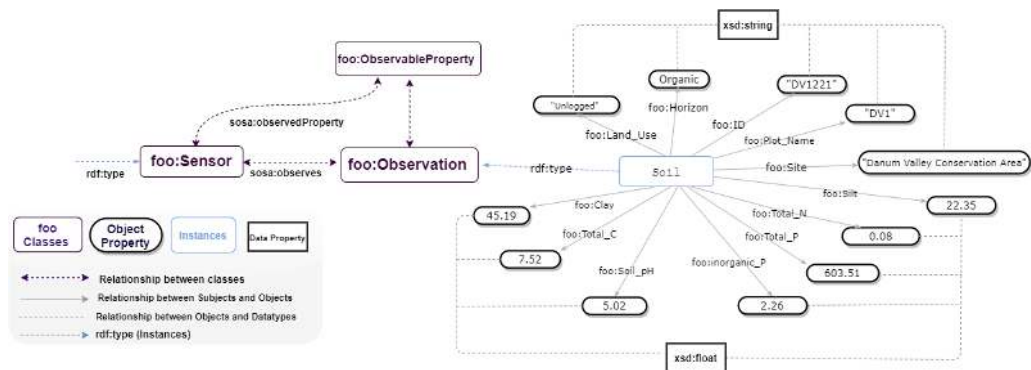 xsd:string
foo:ObservableProperty
Organic
"DV1221"
"Unlogged"
"DV1"
foo:Horizon
foo:ID
foo:Land_Use
foo:Plot_Name
sosa:observedProperty
foo:Sensor
foo:Observation
rdf:type
sosa:observes
rdf:type
Soil
foo:Site
"Danum Valley Conservation Area"
foo:Silt
foo:Clay
45.19
22.35
foo:Total_N
foo:Total_C
foo:Total_P
0.08
7.52
foo:Soil_pH
foo:inorganic_P
603.51
5.02
2.26
xsd:float
foo
Classes
Object
Property
Instances
Data Property
Relationship between classes
Relationship between Subjects and Objects
Relationship between Objects and Datatypes
rdf:type (Instances)